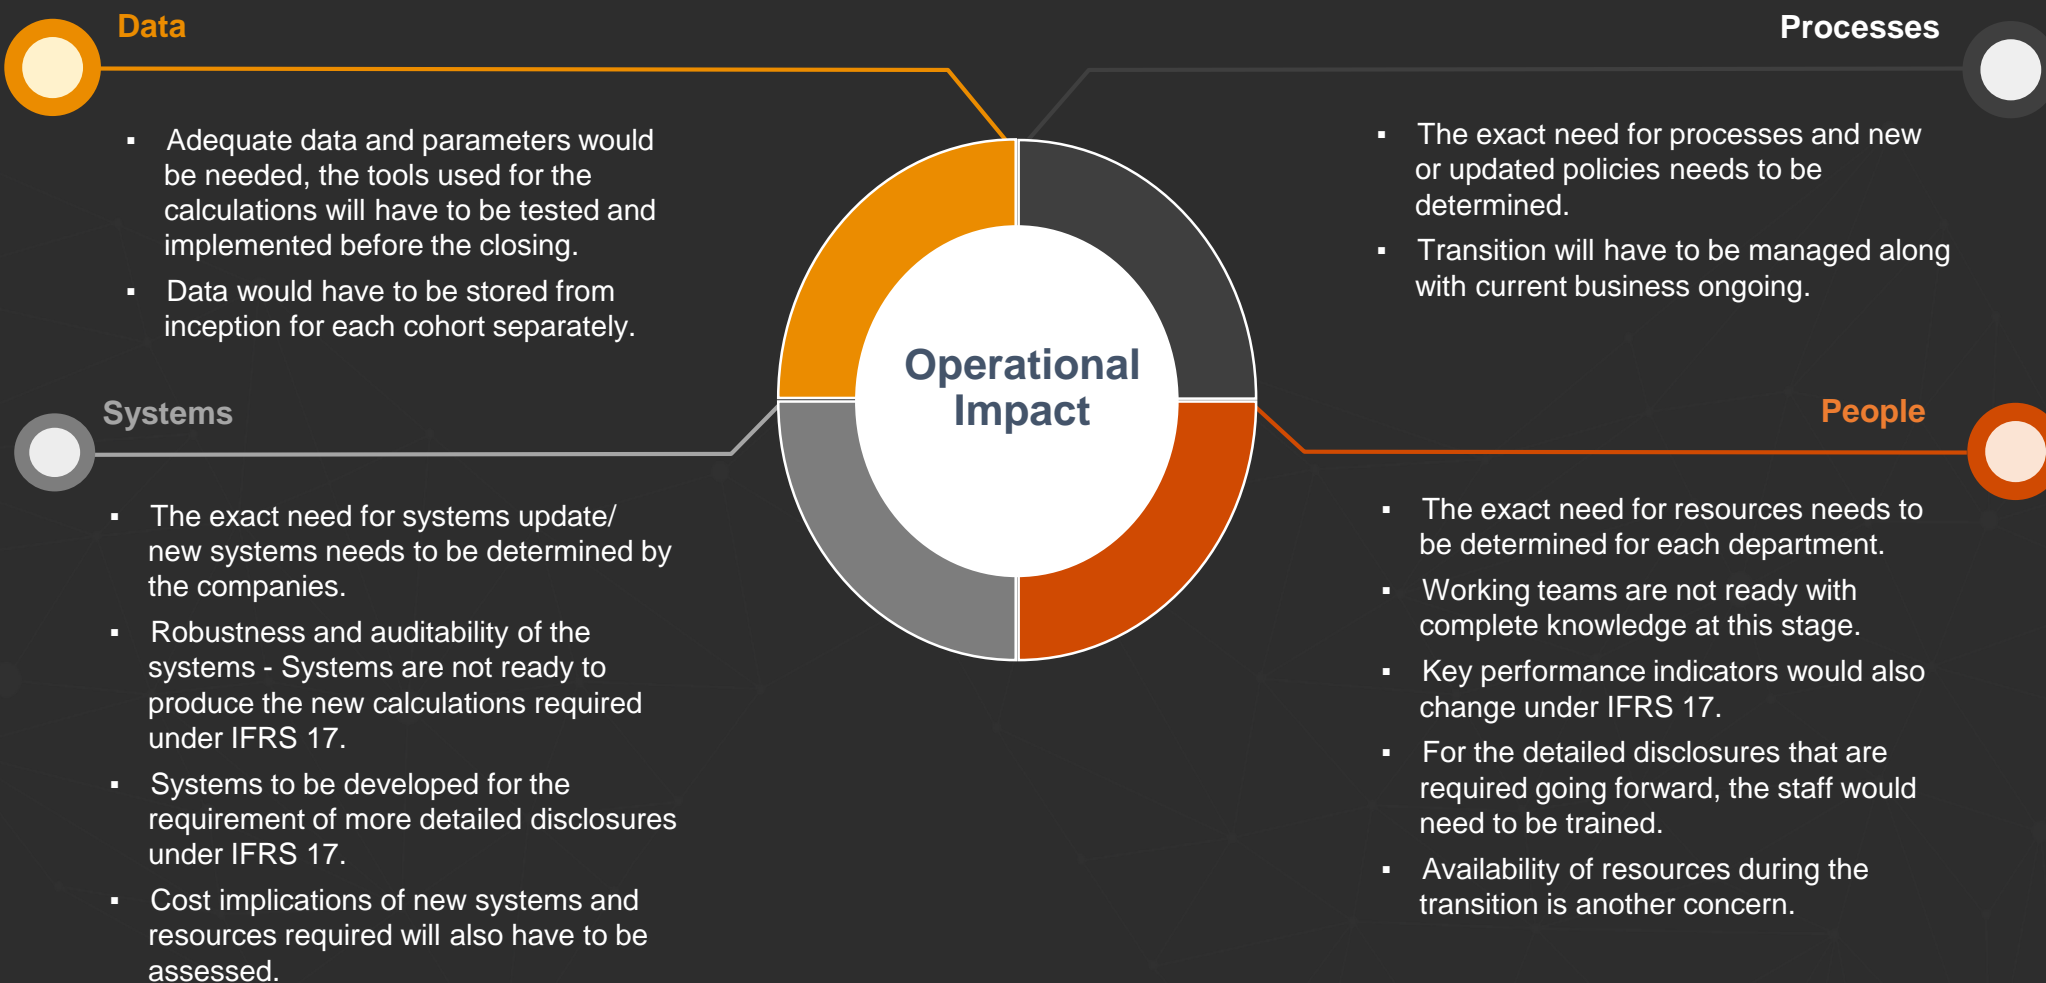 Data
▪ Adequate data and parameters would
be needed, the tools used for the
calculations will have to be tested and
implemented before the closing.
▪ Data would have to be stored from
inception for each cohort separately.
Processes
▪ The exact need for processes and new
or updated policies needs to be
determined.
▪ Transition will have to be managed along
with current business ongoing.
Operational
Impact
Systems
▪ The exact need for systems update/
new systems needs to be determined by
the companies.
▪ Robustness and auditability of the
systems - Systems are not ready to
produce the new calculations required
under IFRS 17.
▪ Systems to be developed for the
requirement of more detailed disclosures
under IFRS 17.
▪ Cost implications of new systems and
resources required will also have to be
assessed.
People
▪ The exact need for resources needs to
be determined for each department.
▪ Working teams are not ready with
complete knowledge at this stage.
▪ Key performance indicators would also
change under IFRS 17.
▪ For the detailed disclosures that are
required going forward, the staff would
need to be trained.
▪ Availability of resources during the
transition is another concern.